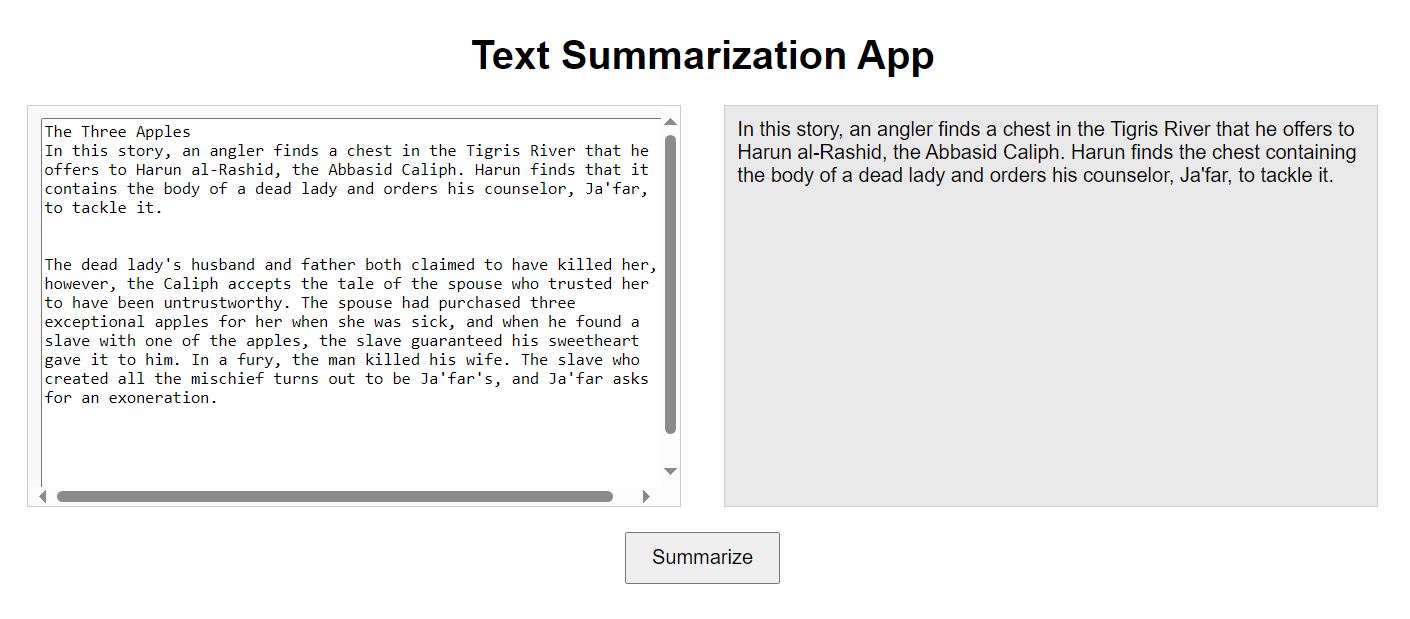 Text Summarization App
The Three Apples
In this story, an angler finds a chest in the Tigris River that he
offers to Harun al-Rashid, the Abbasid Caliph. Harun finds that it
contains the body of a dead lady and orders his counselor, Ja'far,
to tackle it.
The dead lady's husband and father both claimed to have killed her,
however, the Caliph accepts the tale of the spouse who trusted her
to have been untrustworthy. The spouse had purchased three
exceptional apples for her when she was sick, and when he found a
slave with one of the apples, the slave guaranteed his sweetheart
gave it to him. In a fury, the man killed his wife. The slave who
created all the mischief turns out to be Ja'far's, and Ja'far asks
for an exoneration.
In this story, an angler finds a chest in the Tigris River that he offers to
Harun al-Rashid, the Abbasid Caliph. Harun finds the chest containing
the body of a dead lady and orders his counselor, Ja'far, to tackle it.
Summarize